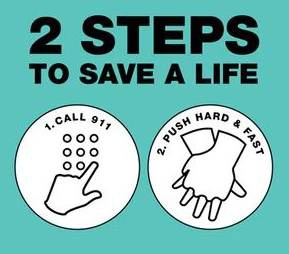 2 STEPS
TO SAVE A LIFE
1. CALL 911
2. PUSH HARD & FAST